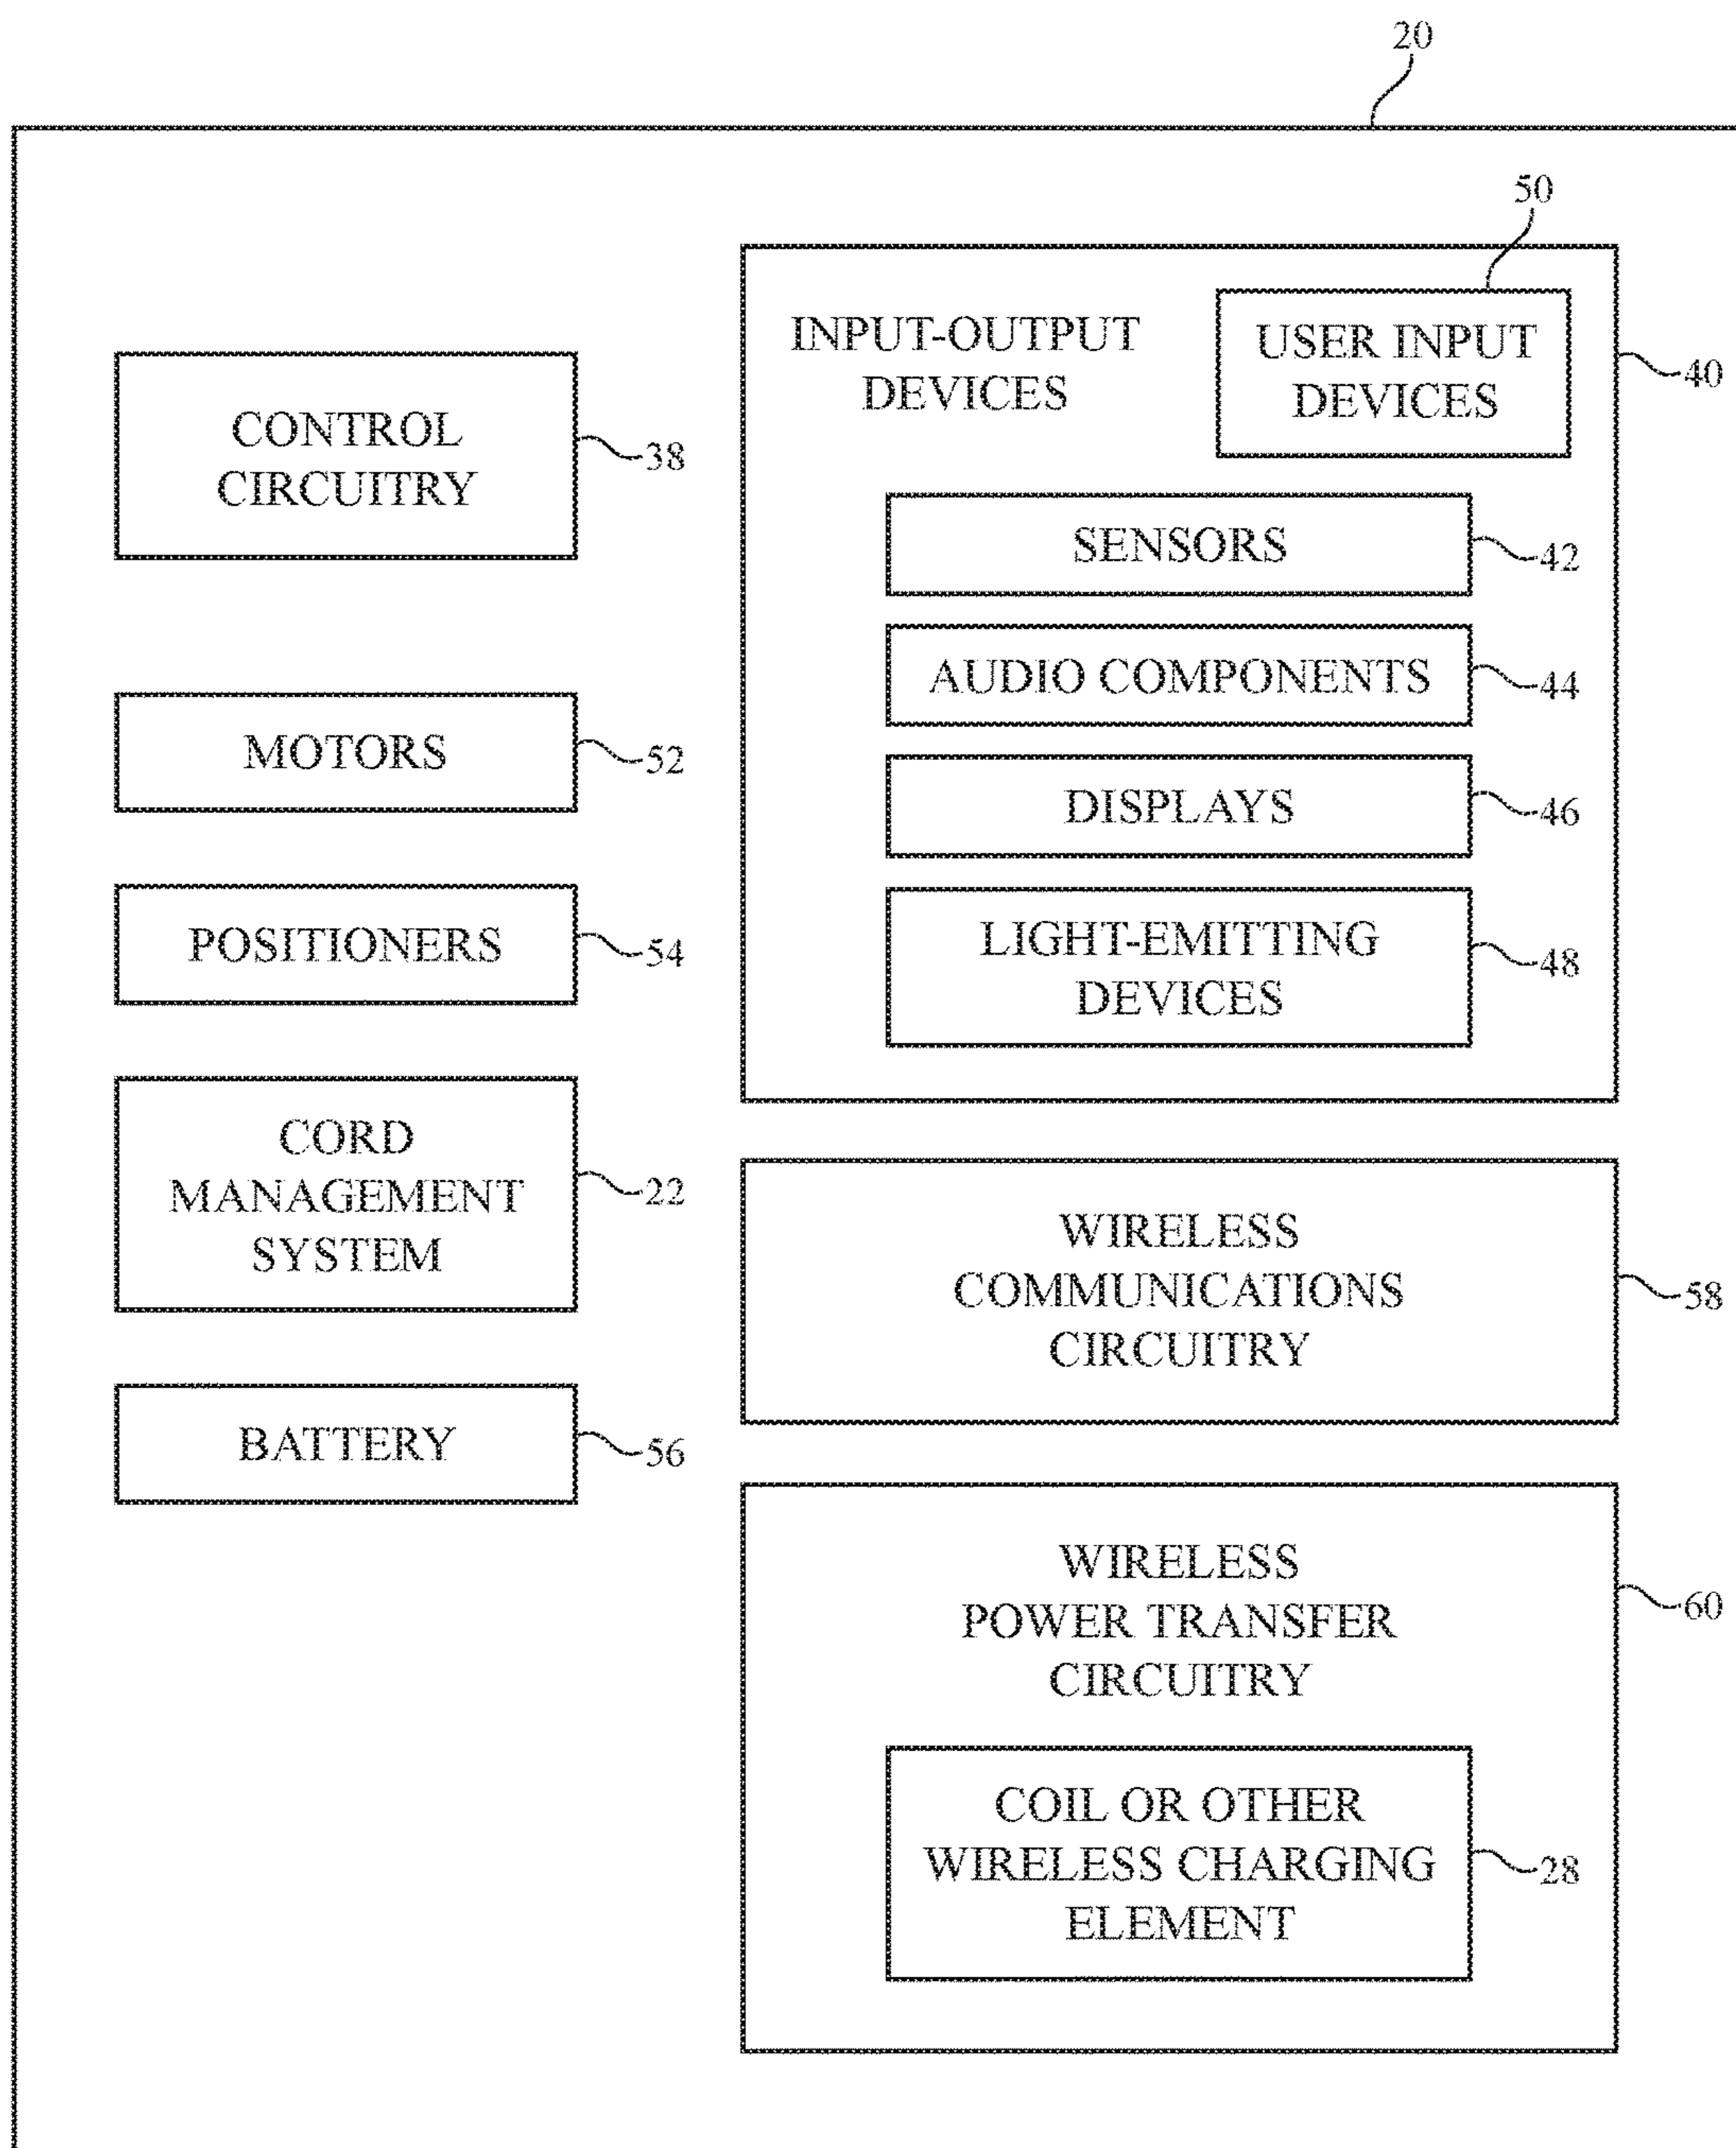 20
50
INPUT-OUTPUT
DEVICES
USER INPUT
DEVICES
40
CONTROL
CIRCUITRY
38
SENSORS
42
AUDIO COMPONENTS
44
MOTORS
52
DISPLAYS
46
POSITIONERS
54
LIGHT-EMITTING
DEVICES
48
CORD
MANAGEMENT
SYSTEM
22
WIRELESS
COMMUNICATIONS
CIRCUITRY
58
BATTERY
56
WIRELESS
POWER TRANSFER
CIRCUITRY
60
COIL OR OTHER
WIRELESS CHARGING
ELEMENT
28